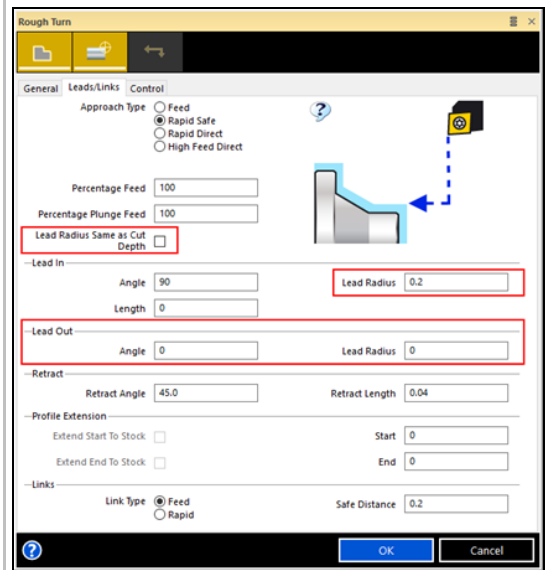 Rough Turn
General Leads/Links Control
Approach Type Feed
Rapid Safe
Rapid Direct
High Feed Direct
Percentage Feed 100
Percentage Plunge Feed 100
Lead Radius Same as Cut
Depth
Lead In
Angle 90 Lead Radius 0.2
Length 0
Lead Out
Angle 0 Lead Radius 0
Retract
Retract Angle 45.0 Retract Length 0.04
Profile Extension
Extend Start To Stock Start 0
Extend End To Stock End 0
Links
Link Type Feed Safe Distance 0.2
Rapid
OK Cancel